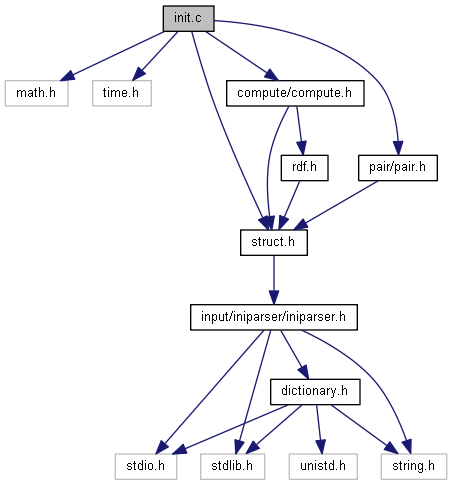 init.c
math.h
time.h
compute/compute.h
rdf.h
pair/pair.h
struct.h
input/iniparser/iniparser.h
dictionary.h
stdio.h
stdlib.h
unistd.h
string.h